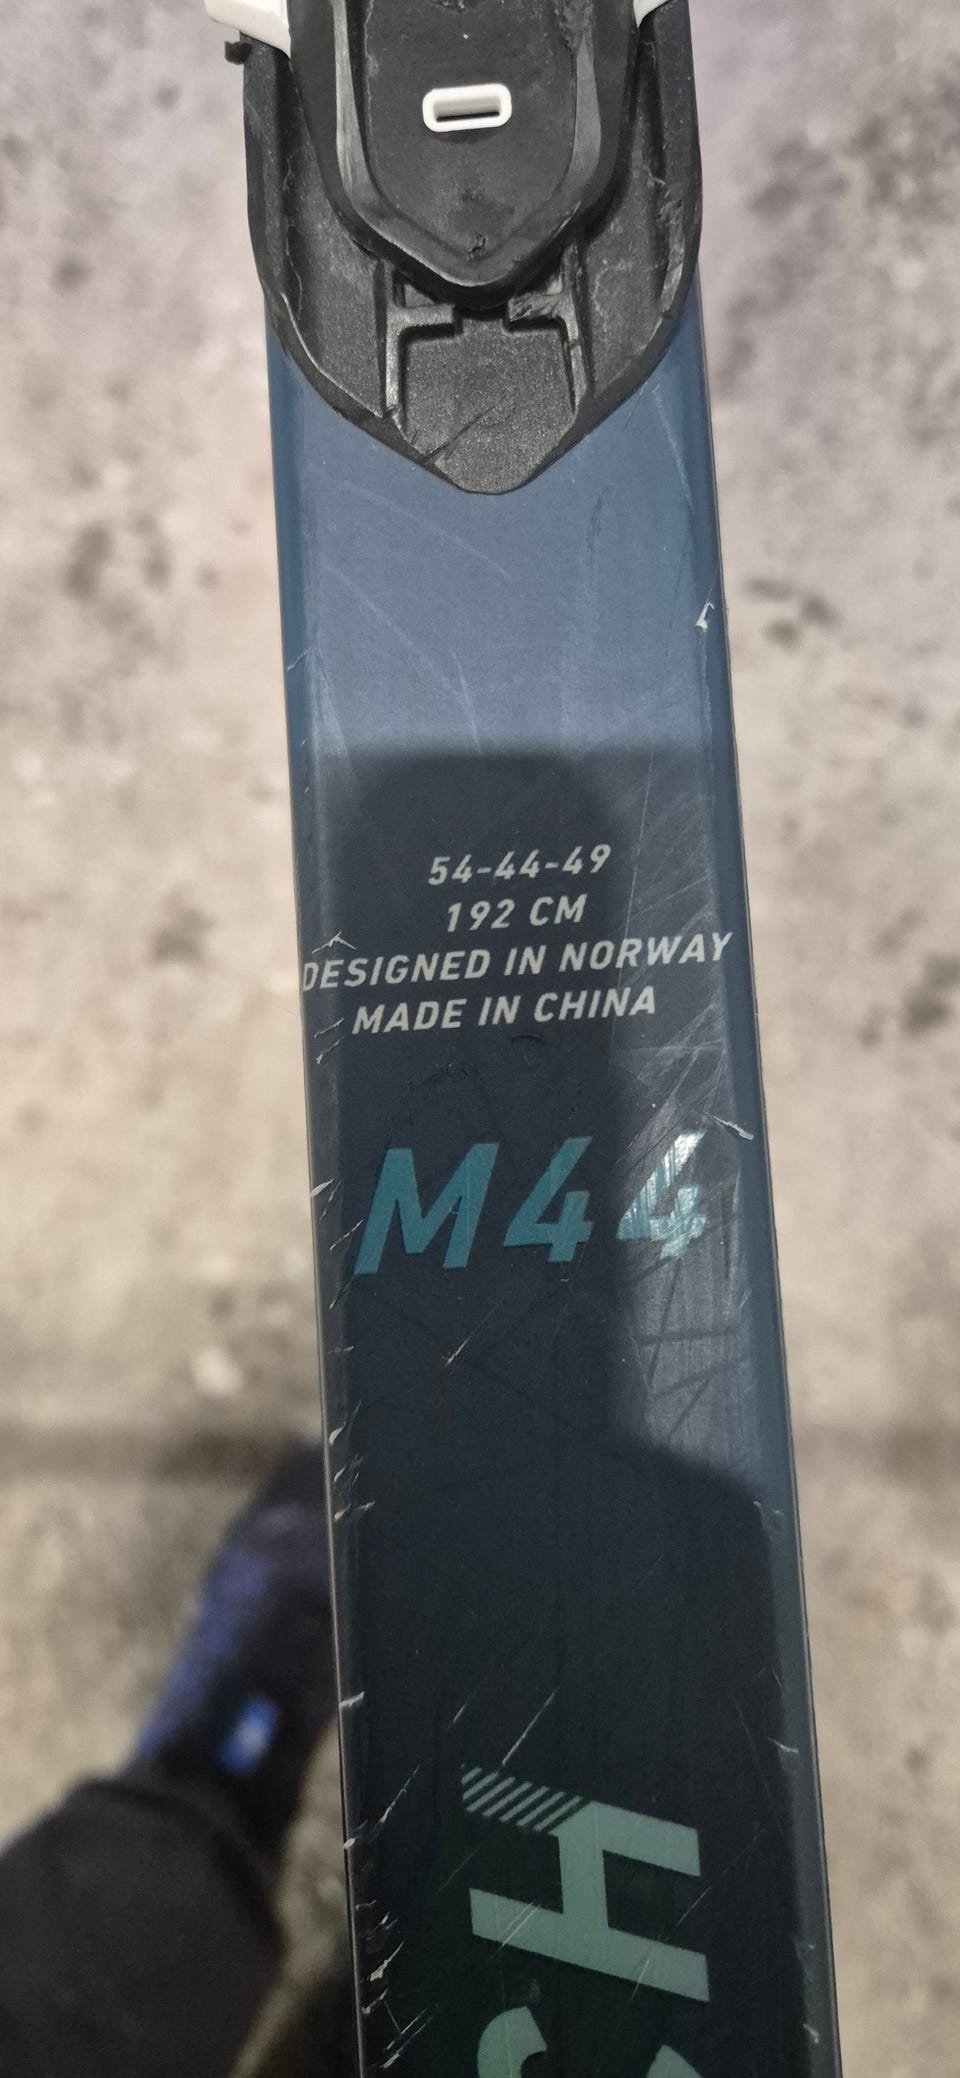 54-44-49
192 CM
DESIGNED IN NORWAY
MADE IN CHINA
M44